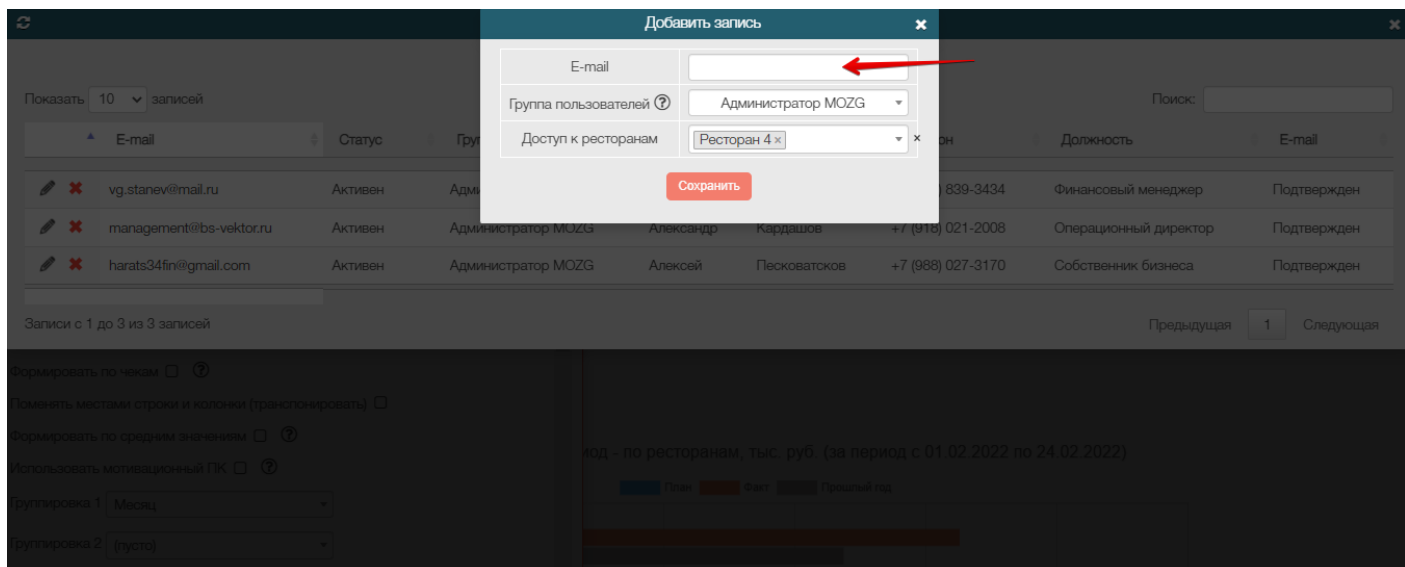 Добавить запись
E-mail
Группа пользователей ? Администратор MOZG
Доступ к ресторанам Ресторан 4 ×
Сохранить
Показать 10 записей Поиск:
E-mail Статус Должность E-mail
vg.stanev@mail.ru Активен 839-3434 Финансовый менеджер Подтвержден
management@bs-vektor.ru Активен Администратор MOZG Александр Кардашов +7 (918) 021-2008 Операционный директор Подтвержден
harats34fin@gmail.com Активен Администратор MOZG Алексей Песковатсков +7 (988) 027-3170 Собственник бизнеса Подтвержден
Записи с 1 до 3 из 3 записей Предыдущая 1 Следующая
Формировать по чекам ?
Поменять местами строки и колонки (транспонировать)
Формировать по средним значениям ?
Использовать мотивационный ПК ?
Группировка 1 Месяц
Группировка 2 (пусто)
по ресторанам, тыс. руб. (за период с 01.02.2022 по 24.02.2022)
План Факт Прошлый год